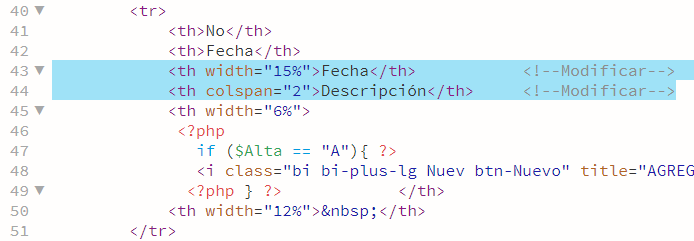 40 <tr>
41 <th>No</th>
42 <th>Fecha</th>
43 <th width="15%">Fecha</th> <!--Modificar-->
44 <th colspan="2">Descripción</th> <!--Modificar-->
45 <th width="6%">
46 <?php
47 if ($Alta == "A"){ ?>
48 <i class="bi bi-plus-lg Nuev btn-Nuevo" title="AGREG
49 <?php } ?> </th>
50 <th width="12%">&nbsp;</th>
51 </tr>